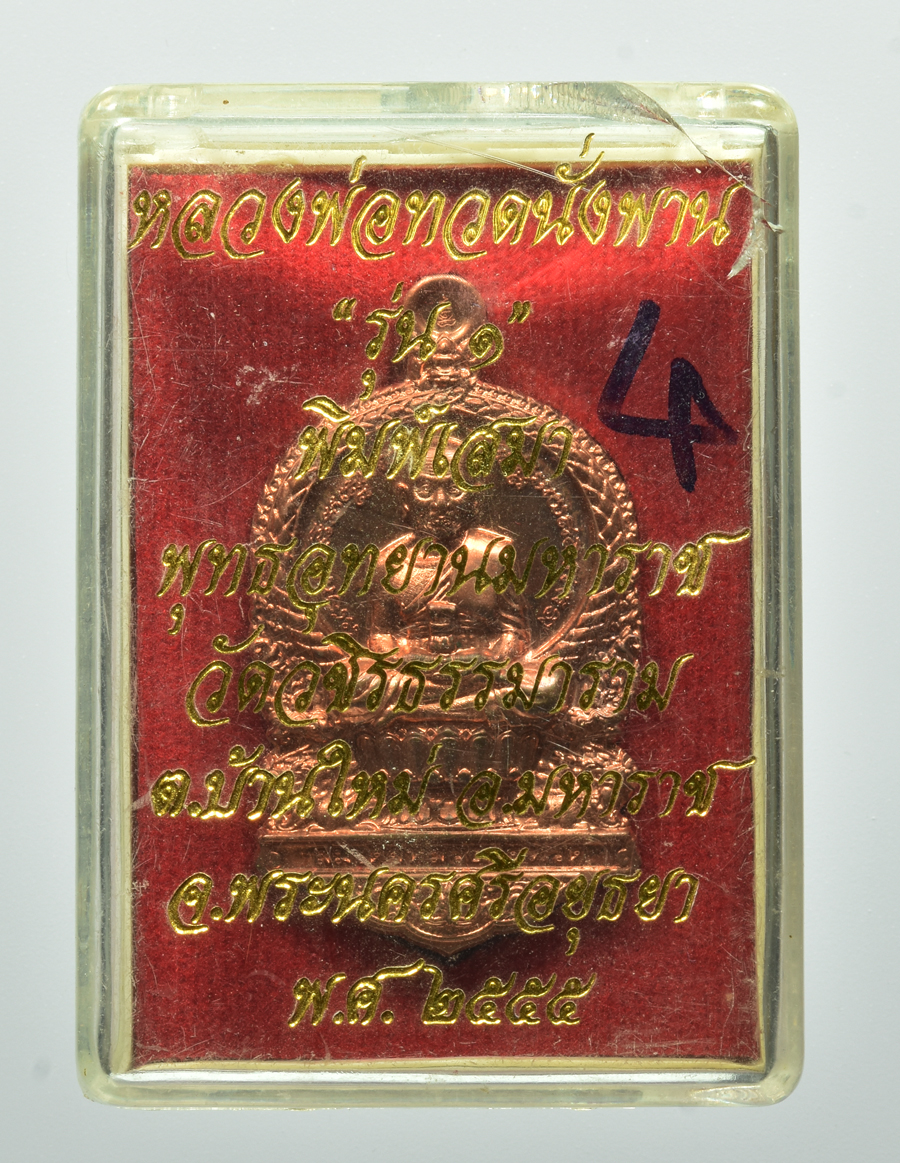 หลวงพ่อทวดนั่งพาน
"รุ่น ๑"
4
พิมพ์เสมา
พุทธอุทยานมหาราช
วัดวชิรธรรมาราม
ต.บ้านใหม่ อ.มหาราช
จ.พระนครศรีอยุธยา
พ.ศ. ๒๕๕๕